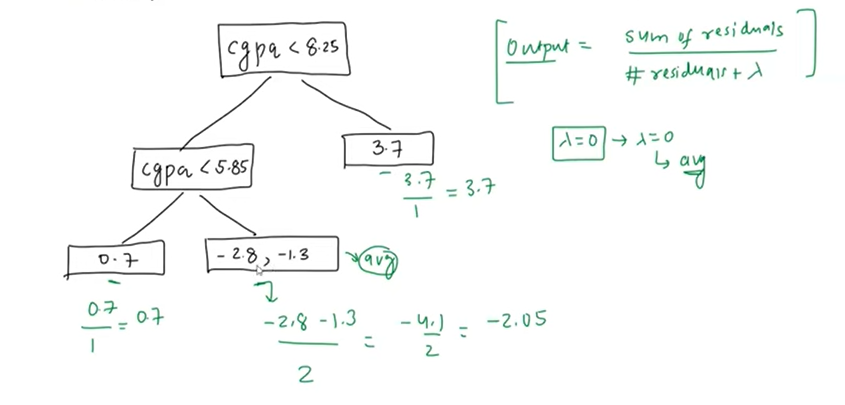 cgpa < 8.25
Output = sum of residuals / # residuals + λ
3.7
λ=0 → λ=0
↳ avg
cgpa < 5.85
3.7/1 = 3.7
0.7
-2.8, -1.3 → avg
0.7/1 = 0.7
-2.8 -1.3 / 2 = -4.1/2 = -2.05